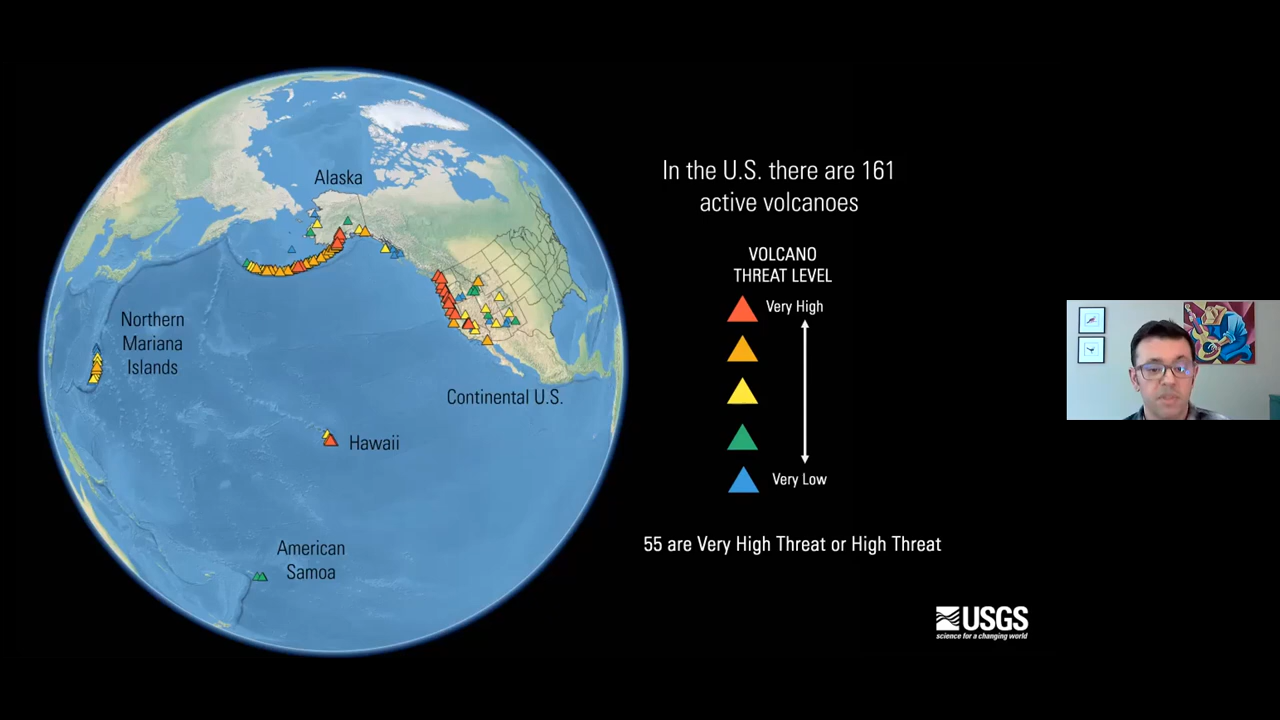 Alaska
Northern
Mariana
Islands
Continental U.S.
Hawaii
American
Samoa
In the U.S. there are 161
active volcanoes
VOLCANO
THREAT LEVEL
Very High
Very Low
55 are Very High Threat or High Threat
USGS
science for a changing world